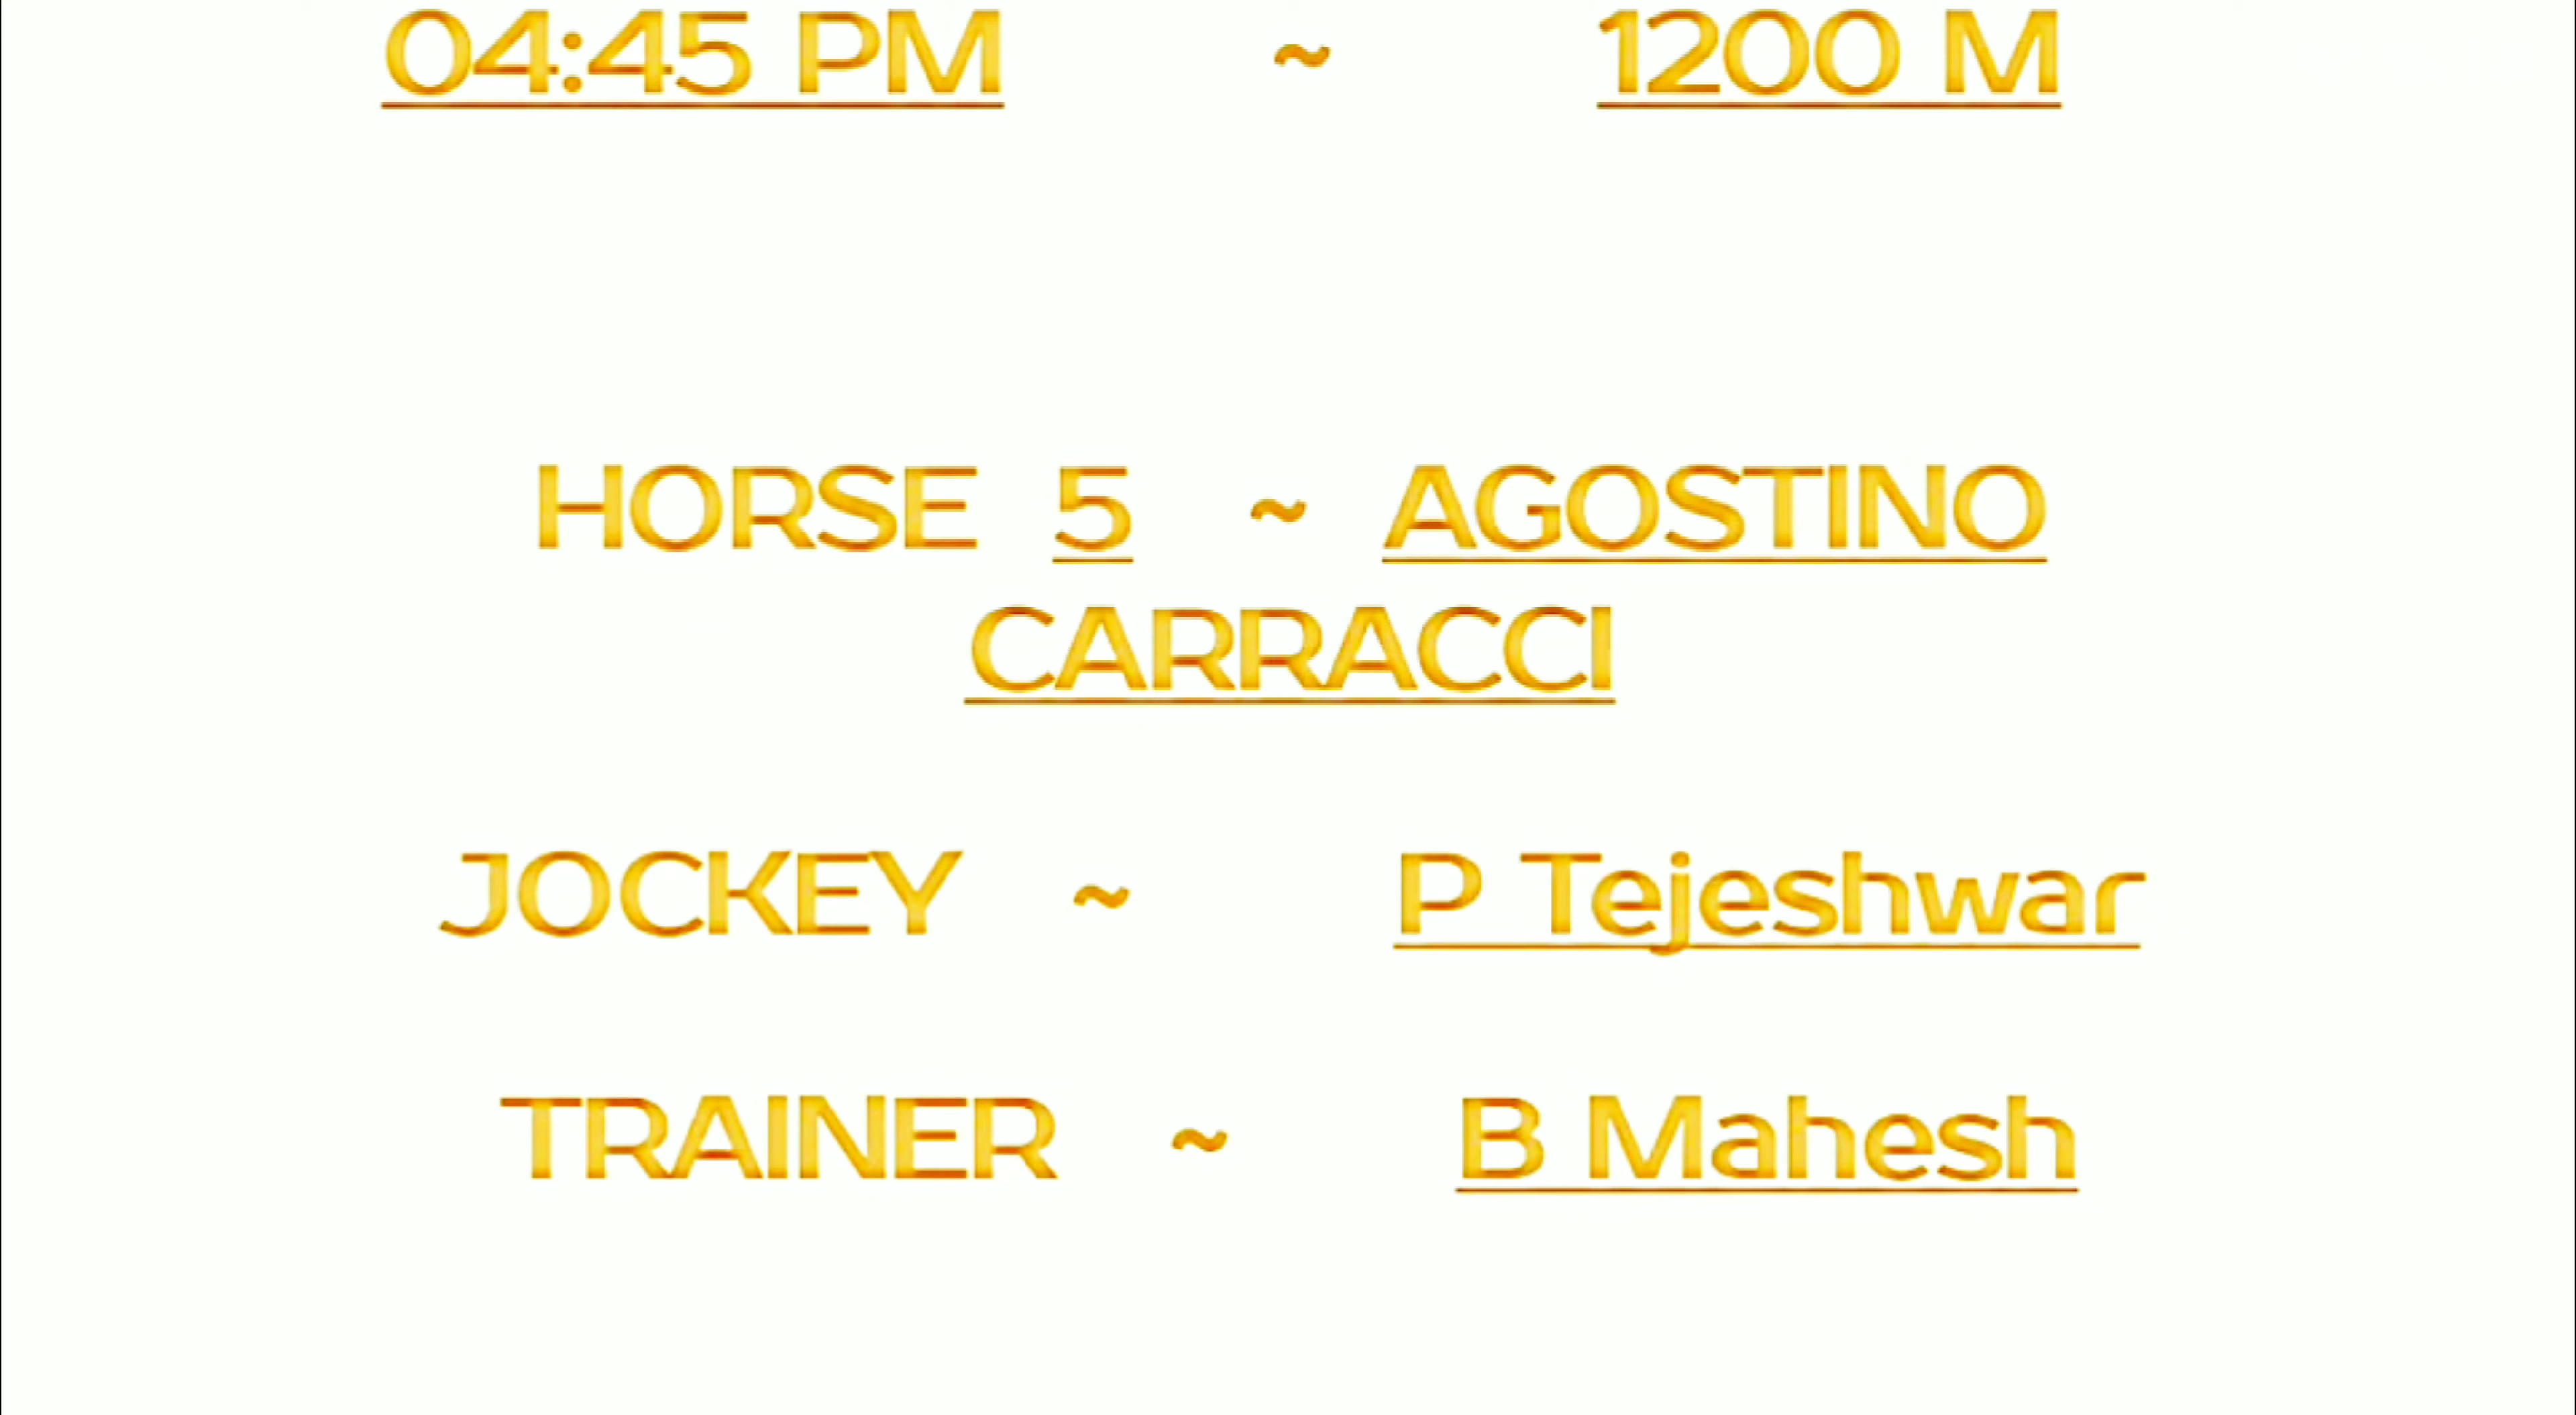 04:45 PM ~ 1200 M
HORSE 5 ~ AGOSTINO
CARRACCI
JOCKEY ~ P Tejeshwar
TRAINER ~ B Mahesh